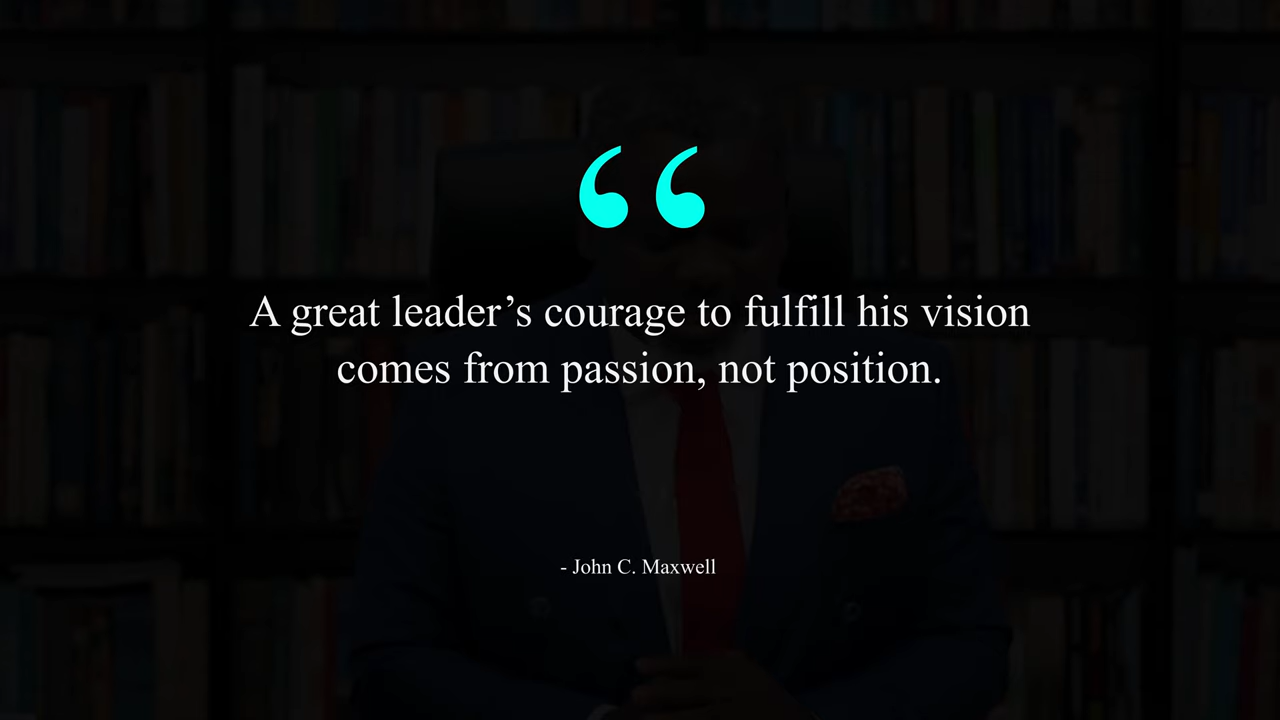 “
A great leader’s courage to fulfill his vision
comes from passion, not position.
- John C. Maxwell